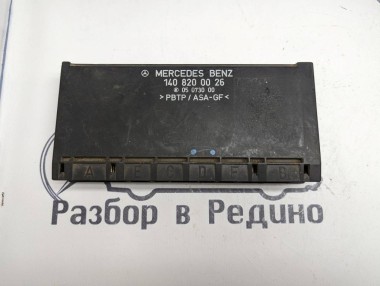 MERCEDES BENZ
140 820 00 26
05 0730 00
> PBTP / ASA-GF <
A B C D E
Разбор в Редино